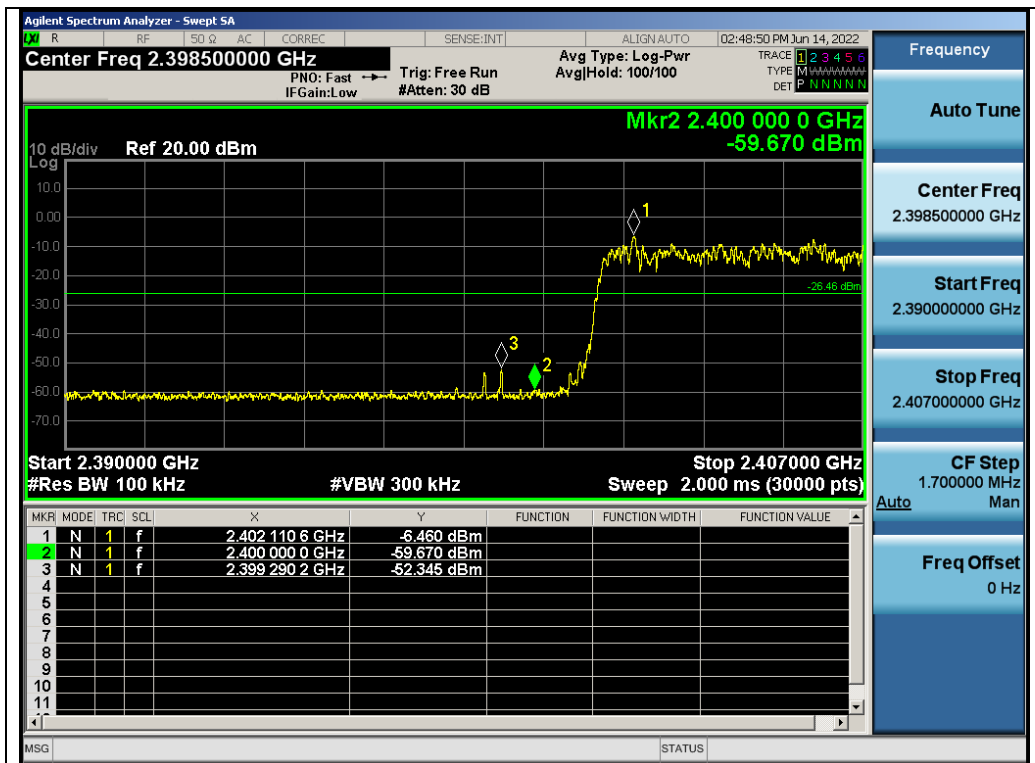 Agilent Spectrum Analyzer - Swept SA
LXI R RF 50 Ω AC CORREC SENSE:INT ALIGN AUTO 02:48:50 PM Jun 14, 2022
Center Freq 2.398500000 GHz Avg Type: Log-Pwr TRACE 1 2 3 4 5 6
PNO: Fast Trig: Free Run Avg|Hold: 100/100 TYPE M
IFGain:Low #Atten: 30 dB DET P N N N N N
Mkr2 2.400 000 0 GHz
-59.670 dBm
10 dB/div Ref 20.00 dBm
Log
10.0
0.00
-10.0
-20.0
-30.0
-40.0
-50.0
-60.0
-70.0
1
-26.46 dBm
3
2
Start 2.390000 GHz Stop 2.407000 GHz
#Res BW 100 kHz #VBW 300 kHz Sweep 2.000 ms (30000 pts)
MKR MODE TRC SCL X Y FUNCTION FUNCTION WIDTH FUNCTION VALUE
1 N 1 f 2.402 110 6 GHz -6.460 dBm
2 N 1 f 2.400 000 0 GHz -59.670 dBm
3 N 1 f 2.399 290 2 GHz -52.345 dBm
4
5
6
7
8
9
10
11
MSG STATUS
Frequency
Auto Tune
Center Freq
2.398500000 GHz
Start Freq
2.390000000 GHz
Stop Freq
2.407000000 GHz
CF Step
1.700000 MHz
Auto Man
Freq Offset
0 Hz